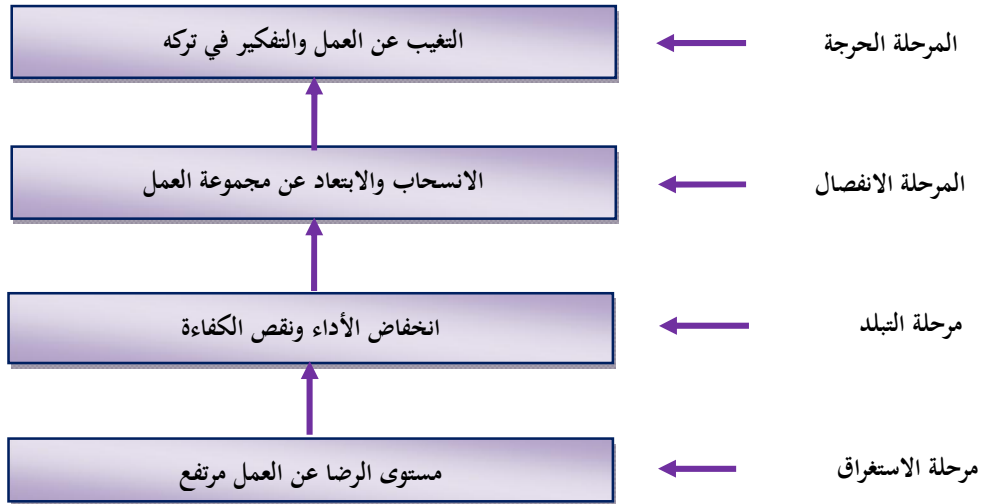 المرحلة الحرجة
التغيب عن العمل والتفكير في تركه
المرحلة الانفصال
الانسحاب والابتعاد عن مجموعة العمل
مرحلة التبلد
انخفاض الأداء ونقص الكفاءة
مرحلة الاستغراق
مستوى الرضا عن العمل مرتفع